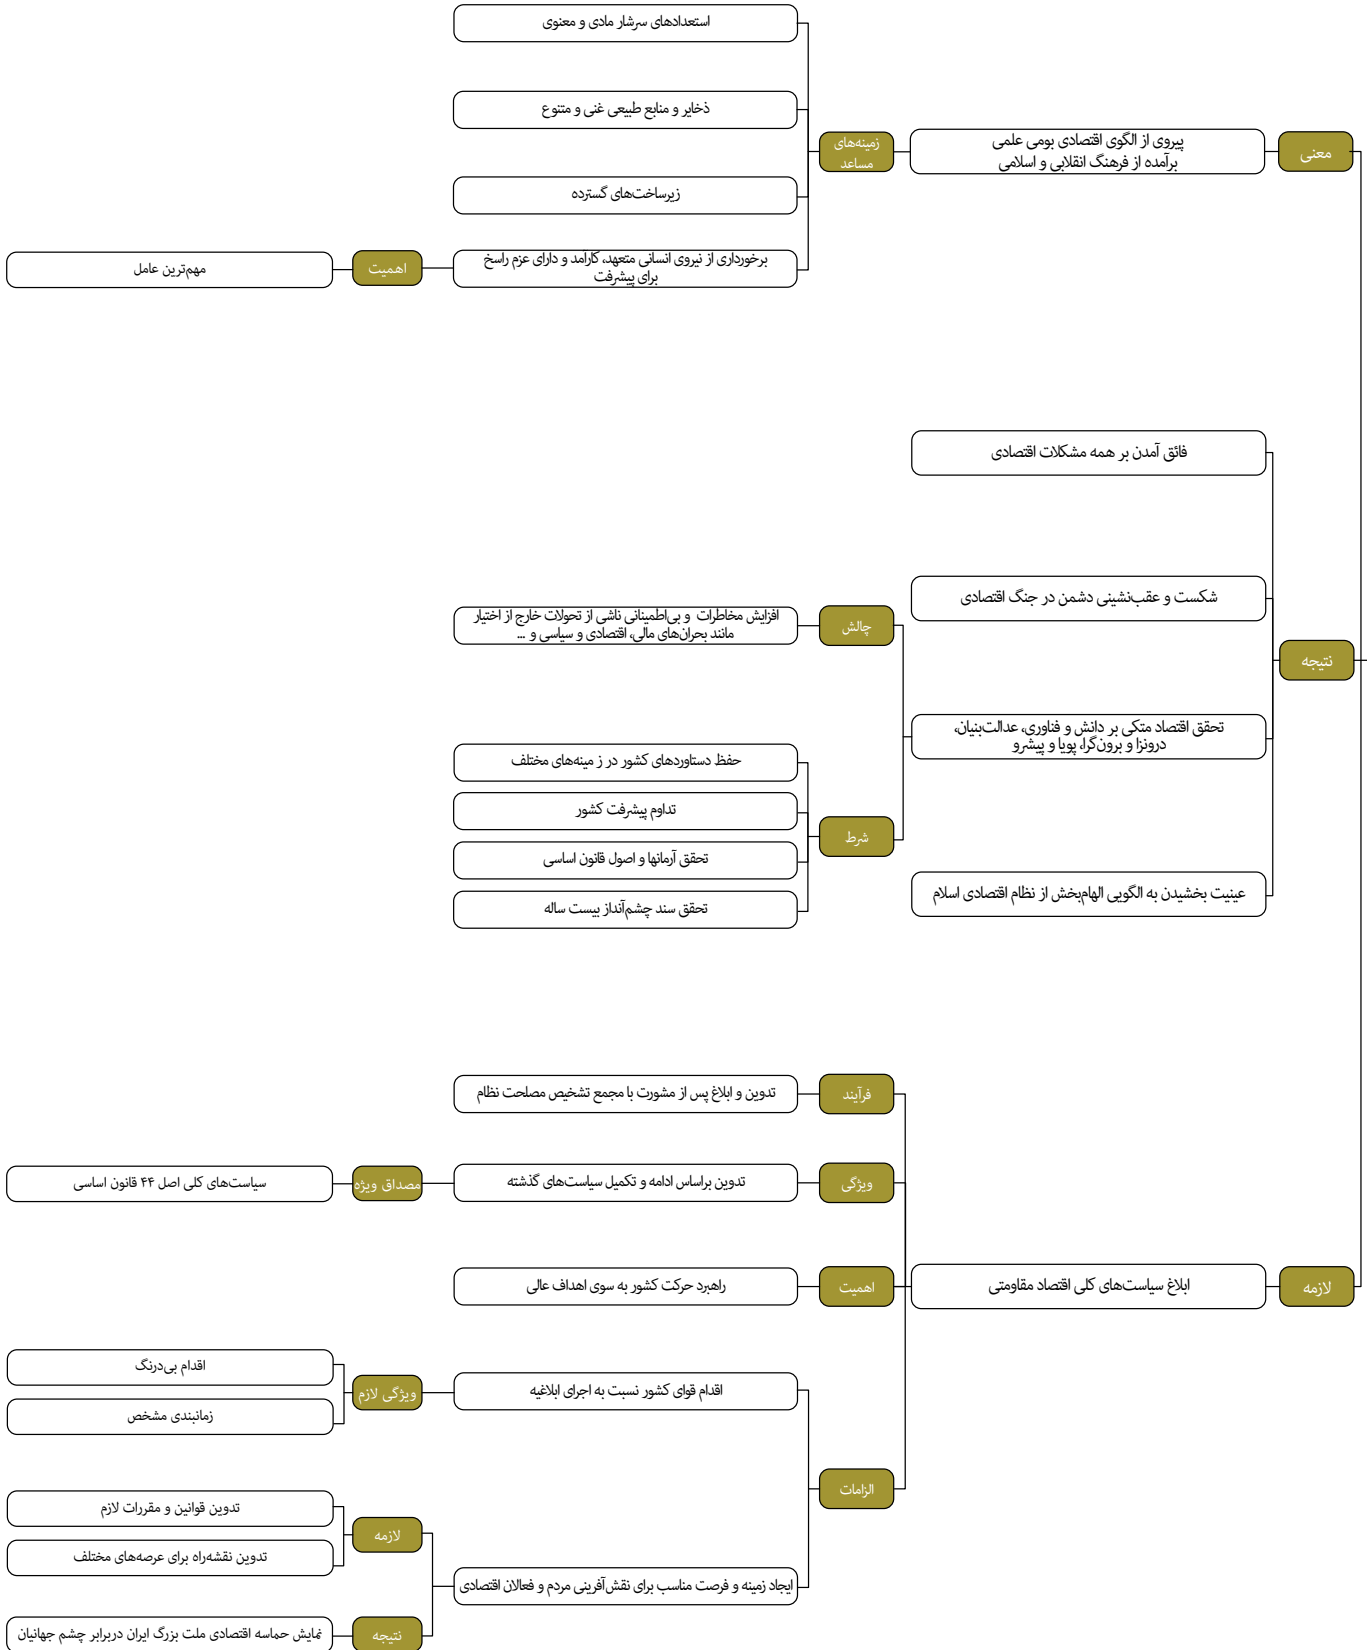 معنی
پیروی از الگوی اقتصادی بومی علمی
برآمده از فرهنگ انقلابی و اسلامی
زمینه‌های
مساعد
استعدادهای سرشار مادی و معنوی
ذخایر و منابع طبیعی غنی و متنوع
زیرساخت‌های گسترده
برخورداری از نیروی انسانی متعهد، کارآمد و دارای عزم راسخ
برای پیشرفت
اهمیت
مهم‌ترین عامل
نتیجه
فائق آمدن بر همه مشکلات اقتصادی
شکست و عقب‌نشینی دشمن در جنگ اقتصادی
تحقق اقتصاد متکی بر دانش و فناوری، عدالت‌بنیان،
درونزا و برون‌گرا، پویا و پیشرو
چالش
افزایش مخاطرات و بی‌اطمینانی ناشی از تحولات خارج از اختیار
مانند بحران‌های مالی، اقتصادی و سیاسی و ...
شرط
حفظ دستاوردهای کشور در ز مینه‌های مختلف
تداوم پیشرفت کشور
تحقق آرمانها و اصول قانون اساسی
تحقق سند چشم‌آنداز بیست ساله
عینیت بخشیدن به الگویی الهام‌بخش از نظام اقتصادی اسلام
لازمه
ابلاغ سیاست‌های کلی اقتصاد مقاومتی
فرآیند
تدوین و ابلاغ پس از مشورت با مجمع تشخیص مصلحت نظام
ویژگی
تدوین براساس ادامه و تکمیل سیاست‌های گذشته
مصداق ویژه
سیاست‌های کلی اصل ۴۴ قانون اساسی
اهمیت
راهبرد حرکت کشور به سوی اهداف عالی
الزامات
اقدام قوای کشور نسبت به اجرای ابلاغیه
ویژگی لازم
اقدام بی‌درنگ
زمانبندی مشخص
ایجاد زمینه و فرصت مناسب برای نقش‌آفرینی مردم و فعالان اقتصادی
لازمه
تدوین قوانین و مقررات لازم
تدوین نقشه‌راه برای عرصه‌های مختلف
نتیجه
نمایش حماسه اقتصادی ملت بزرگ ایران دربرابر چشم جهانیان